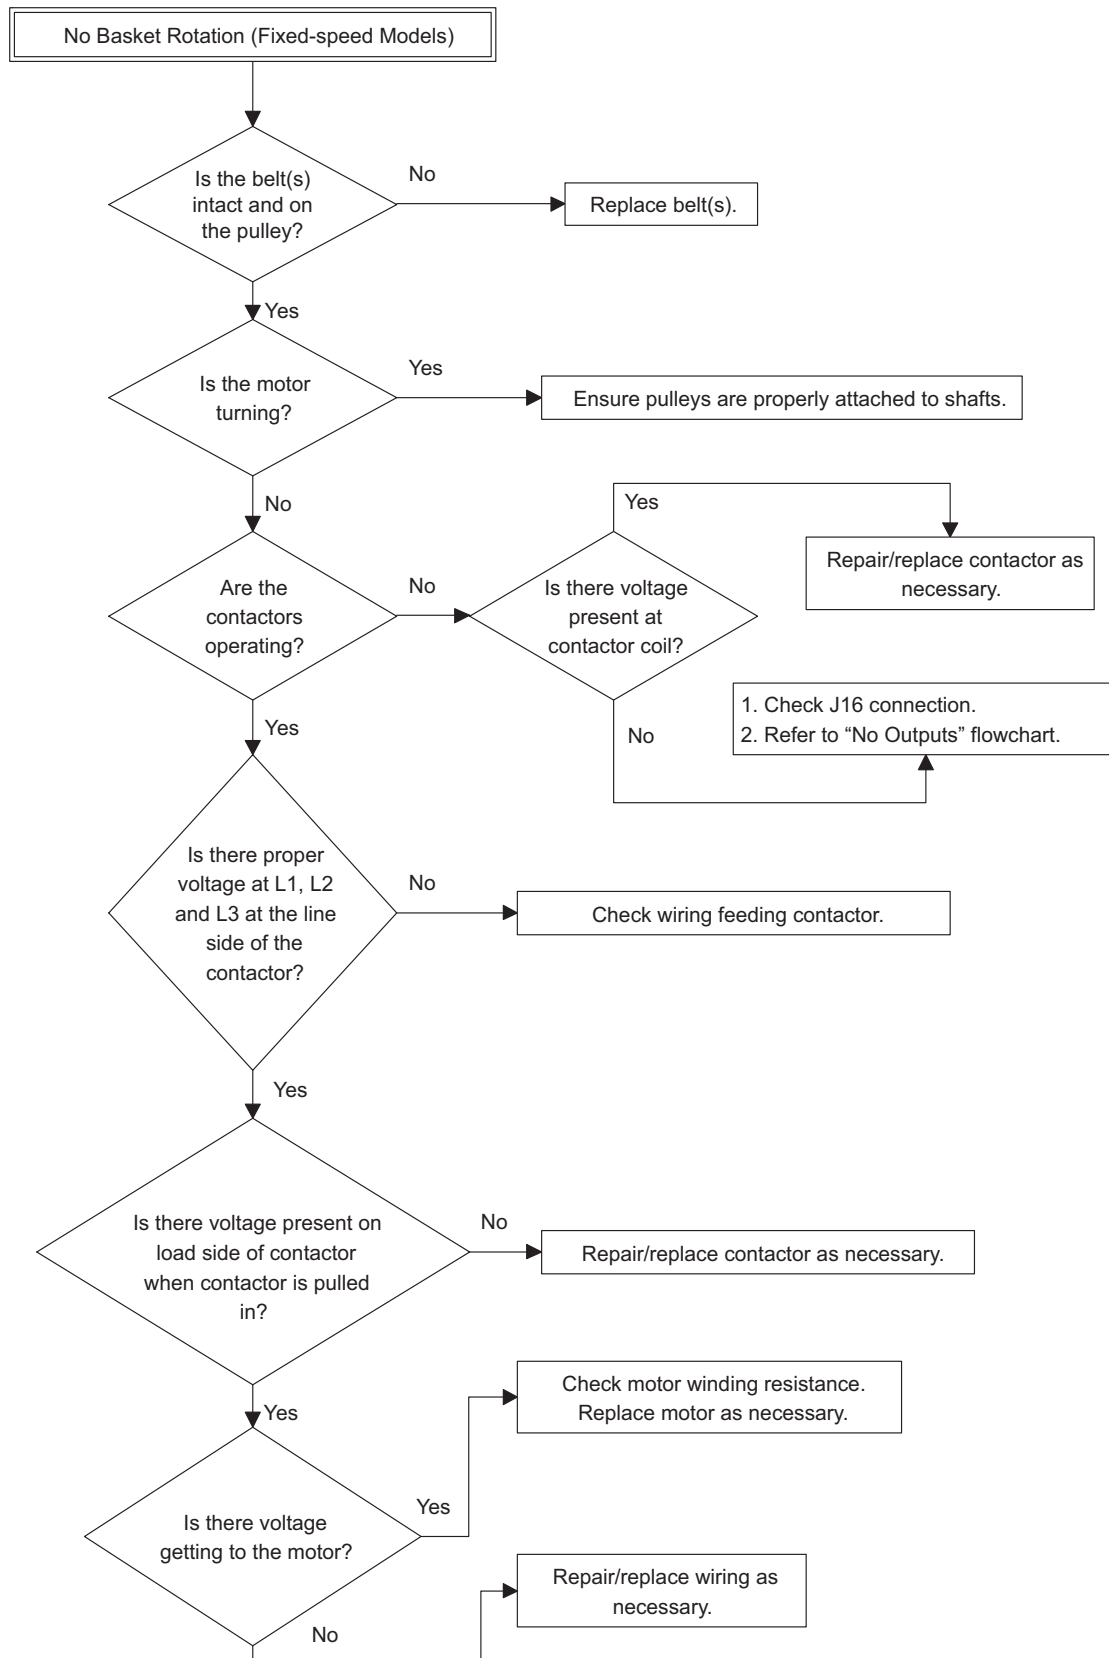 No Basket Rotation (Fixed-speed Models)
Is the belt(s)
intact and on
the pulley?
No
Replace belt(s).
Yes
Is the motor
turning?
Yes
Ensure pulleys are properly attached to shafts.
No
Are the
contactors
operating?
No
Is there voltage
present at
contactor coil?
Yes
Repair/replace contactor as
necessary.
No
1. Check J16 connection.
2. Refer to “No Outputs” flowchart.
Yes
Is there proper
voltage at L1, L2
and L3 at the line
side of the
contactor?
No
Check wiring feeding contactor.
Yes
Is there voltage present on
load side of contactor
when contactor is pulled
in?
No
Repair/replace contactor as necessary.
Yes
Is there voltage
getting to the motor?
Yes
Check motor winding resistance.
Replace motor as necessary.
No
Repair/replace wiring as
necessary.